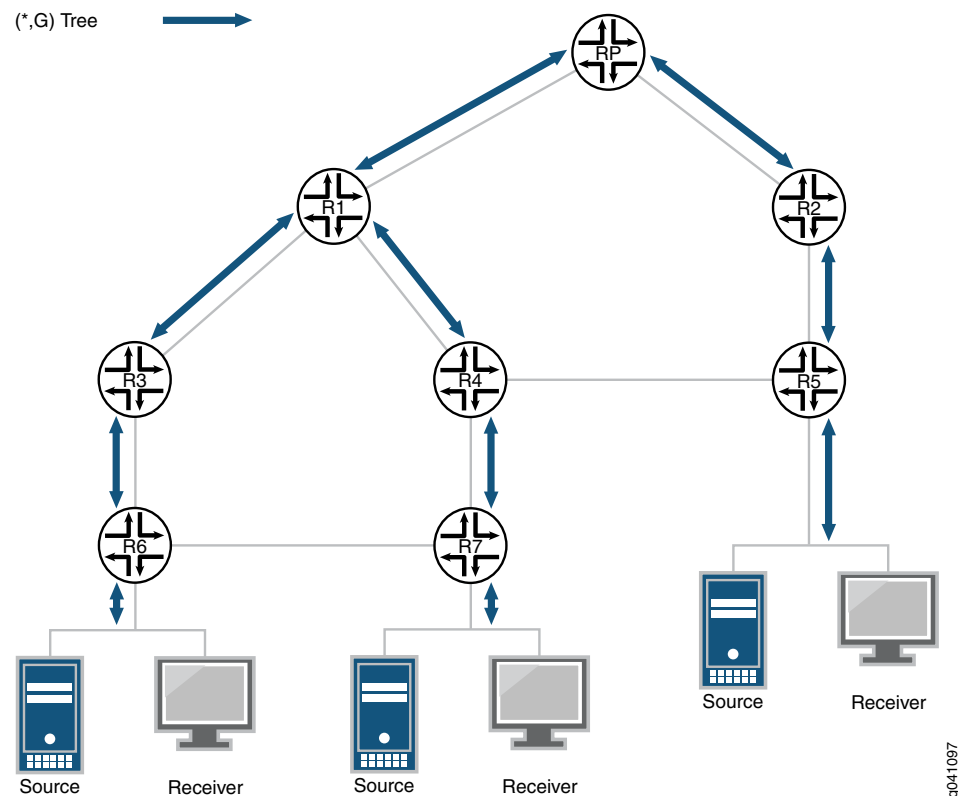 (*,G) Tree
RP
R1
R2
R3
R4
R5
R6
R7
Source
Receiver
Source
Receiver
Source
Receiver
g041097